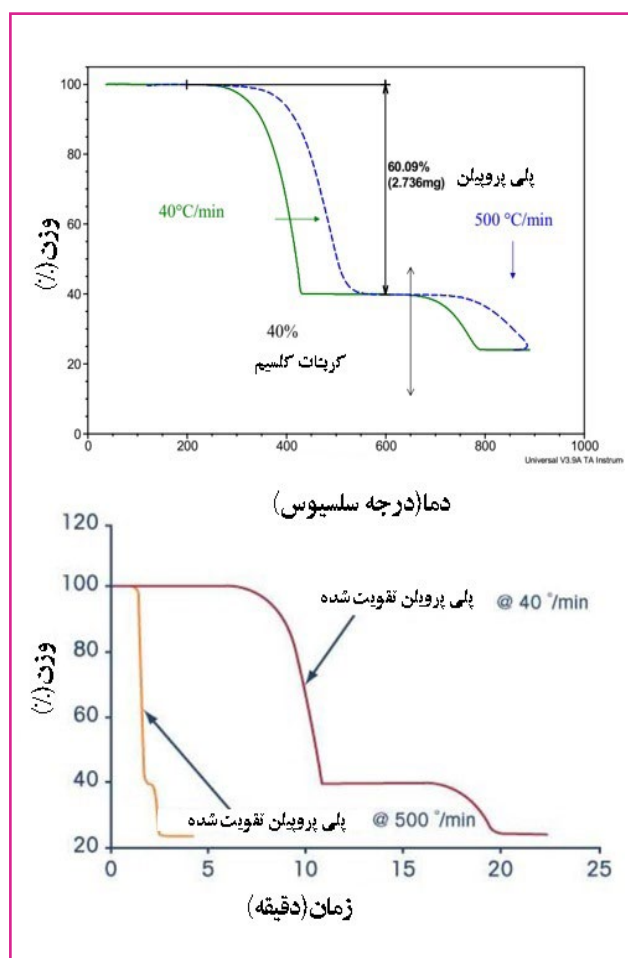 100
80
60
40
20
0
وزن(٪)
60.09%
(2.736mg)
پلی پروپیلن
40°C/min
500 °C/min
40%
کربنات کلسیم
0
200
400
600
800
1000
Universal V3.9A TA Instrum
دما(درجه سلسیوس)
120
100
80
60
40
20
وزن(٪)
پلی پروپیلن تقویت شده
@ 40 °/min
پلی پروپیلن تقویت شده
@ 500 °/min
0
5
10
15
20
25
زمان(دقیقه)